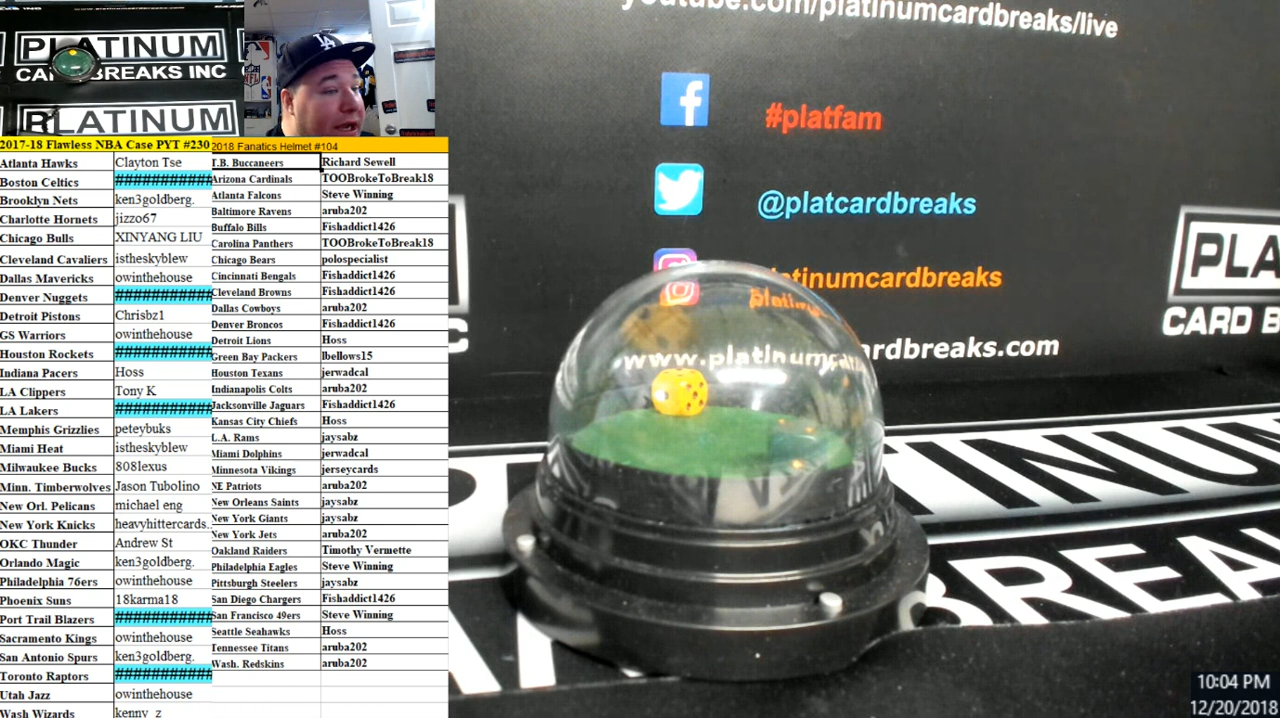 PLATINUM
CARD BREAKS INC
PLATINUM
2017-18 Flawless NBA Case PYT #230
Atlanta Hawks Clayton Tse
Boston Celtics ###########
Brooklyn Nets ken3goldberg.
Charlotte Hornets jizzo67
Chicago Bulls XINYANG LIU
Cleveland Cavaliers istheskyblew
Dallas Mavericks owinthehouse
Denver Nuggets ###########
Detroit Pistons Chrisbz1
GS Warriors owinthehouse
Houston Rockets ###########
Indiana Pacers Hoss
LA Clippers Tony K
LA Lakers ###########
Memphis Grizzlies peteybuks
Miami Heat istheskyblew
Milwaukee Bucks 808lexus
Minn. Timberwolves Jason Tubolino
New Orl. Pelicans michael eng
New York Knicks heavyhittercards.
OKC Thunder Andrew St
Orlando Magic ken3goldberg.
Philadelphia 76ers owinthehouse
Phoenix Suns 18karma18
Port Trail Blazers ###########
Sacramento Kings owinthehouse
San Antonio Spurs ken3goldberg.
Toronto Raptors ###########
Utah Jazz owinthehouse
Wash Wizards kenny_z
2018 Fanatics Helmet #104
T.B. Buccaneers Richard Sewell
Arizona Cardinals TOOBrokeToBreak18
Atlanta Falcons Steve Winning
Baltimore Ravens aruba202
Buffalo Bills Fishaddict1426
Carolina Panthers TOOBrokeToBreak18
Chicago Bears polospecialist
Cincinnati Bengals Fishaddict1426
Cleveland Browns Fishaddict1426
Dallas Cowboys aruba202
Denver Broncos Fishaddict1426
Detroit Lions Hoss
Green Bay Packers lbellows15
Houston Texans jerwadcal
Indianapolis Colts aruba202
Jacksonville Jaguars Fishaddict1426
Kansas City Chiefs Hoss
L.A. Rams jaysabz
Miami Dolphins jerwadcal
Minnesota Vikings jerseycards
NE Patriots aruba202
New Orleans Saints jaysabz
New York Giants jaysabz
New York Jets aruba202
Oakland Raiders Timothy Vermette
Philadelphia Eagles Steve Winning
Pittsburgh Steelers jaysabz
San Diego Chargers Fishaddict1426
San Francisco 49ers Steve Winning
Seattle Seahawks Hoss
Tennessee Titans aruba202
Wash. Redskins aruba202
youtube.com/platinumcardbreaks/live
#platfam
@platcardbreaks
platinumcardbreaks
www.platinumcardbreaks.com
PLA
CARD B
PLATINUM
BREA
10:04 PM
12/20/2018